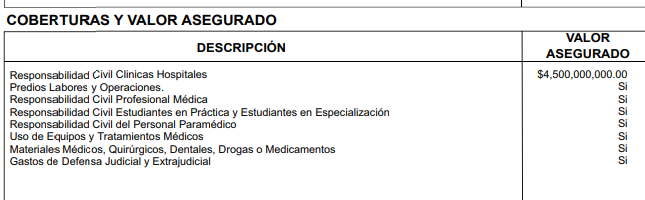 COBERTURAS Y VALOR ASEGURADO
DESCRIPCIÓN
VALOR
ASEGURADO
Responsabilidad Civil Clinicas Hospitales $4,500,000,000.00
Predios Labores y Operaciones. Si
Responsabilidad Civil Profesional Médica Si
Responsabilidad Civil Estudiantes en Práctica y Estudiantes en Especialización Si
Responsabilidad Civil del Personal Paramédico Si
Uso de Equipos y Tratamientos Médicos Si
Materiales Médicos, Quirúrgicos, Dentales, Drogas o Medicamentos Si
Gastos de Defensa Judicial y Extrajudicial Si